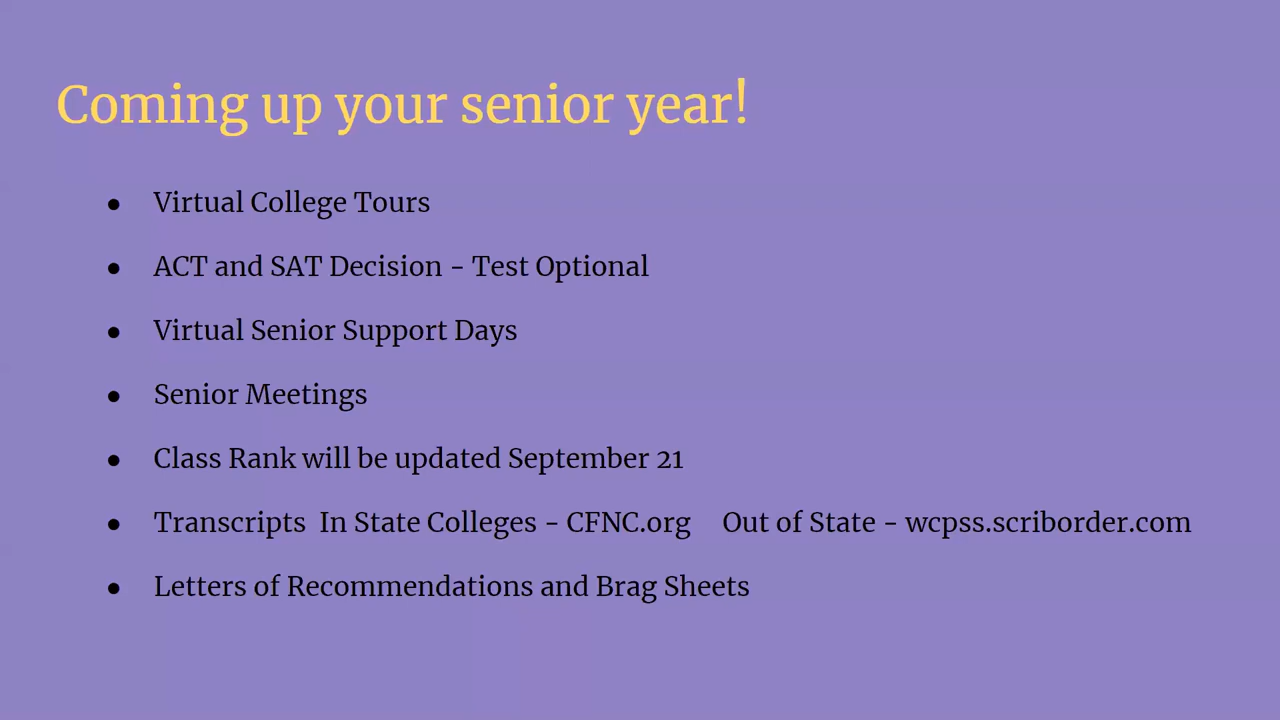 Coming up your senior year!
● Virtual College Tours
● ACT and SAT Decision - Test Optional
● Virtual Senior Support Days
● Senior Meetings
● Class Rank will be updated September 21
● Transcripts  In State Colleges - CFNC.org    Out of State - wcpss.scriborder.com
● Letters of Recommendations and Brag Sheets